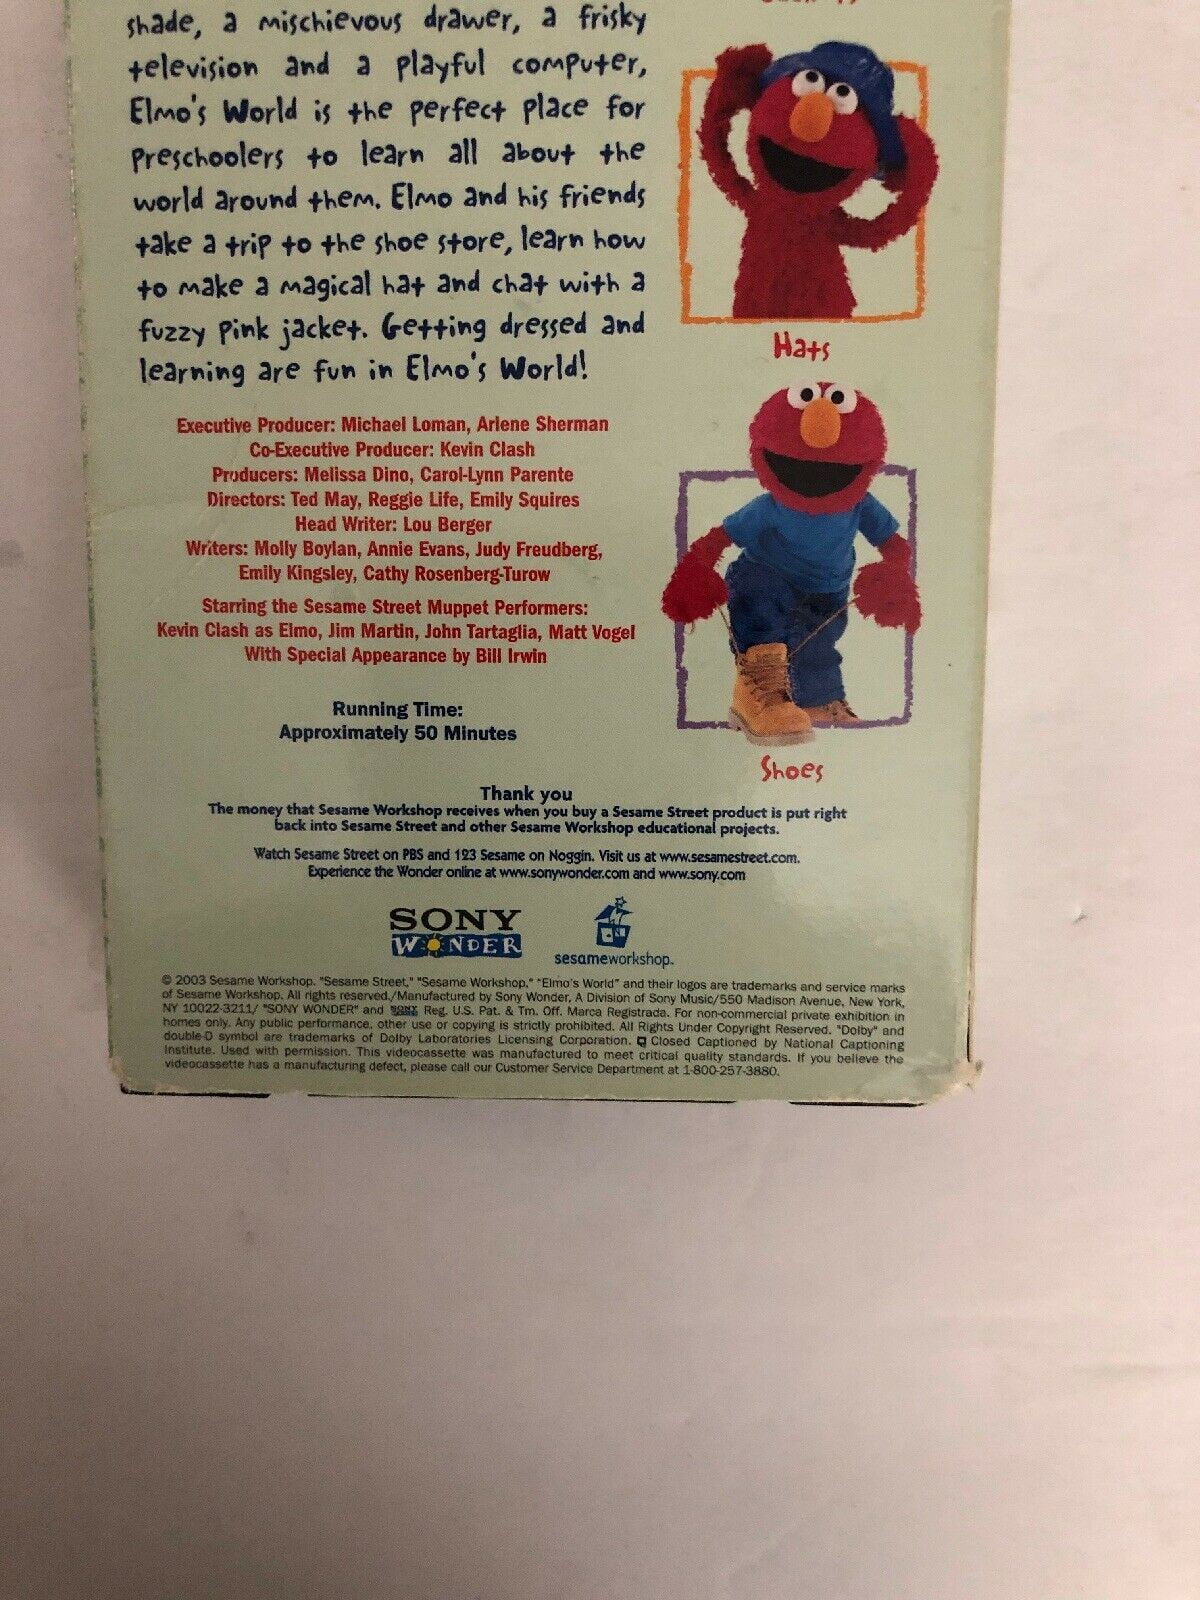 shade, a mischievous drawer, a frisky
television and a playful computer,
Elmo's World is the perfect place for
preschoolers to learn all about the
world around them. Elmo and his friends
take a trip to the shoe store, learn how
to make a magical hat and chat with a
fuzzy pink jacket. Getting dressed and
learning are fun in Elmo's World!
Hats
Executive Producer: Michael Loman, Arlene Sherman
Co-Executive Producer: Kevin Clash
Producers: Melissa Dino, Carol-Lynn Parente
Directors: Ted May, Reggie Life, Emily Squires
Head Writer: Lou Berger
Writers: Molly Boylan, Annie Evans, Judy Freudberg,
Emily Kingsley, Cathy Rosenberg-Turow
Starring the Sesame Street Muppet Performers:
Kevin Clash as Elmo, Jim Martin, John Tartaglia, Matt Vogel
With Special Appearance by Bill Irwin
Running Time:
Approximately 50 Minutes
Shoes
Thank you
The money that Sesame Workshop receives when you buy a Sesame Street product is put right
back into Sesame Street and other Sesame Workshop educational projects.
Watch Sesame Street on PBS and 123 Sesame on Noggin. Visit us at www.sesamestreet.com.
Experience the Wonder online at www.sonywonder.com and www.sony.com
SONY
WONDER
sesameworkshop™
© 2003 Sesame Workshop. "Sesame Street," "Sesame Workshop," "Elmo's World" and their logos are trademarks and service marks
of Sesame Workshop. All rights reserved./Manufactured by Sony Wonder, A Division of Sony Music/550 Madison Avenue, New York,
NY 10022-3211/ "SONY WONDER" and SONY WONDER Reg. U.S. Pat. & Tm. Off. Marca Registrada. For non-commercial private exhibition in
homes only. Any public performance, other use or copying is strictly prohibited. All Rights Under Copyright Reserved. "Dolby" and
double-D symbol are trademarks of Dolby Laboratories Licensing Corporation. Closed Captioned by National Captioning
Institute. Used with permission. This videocassette was manufactured to meet critical quality standards. If you believe the
videocassette has a manufacturing defect, please call our Customer Service Department at 1-800-257-3880.